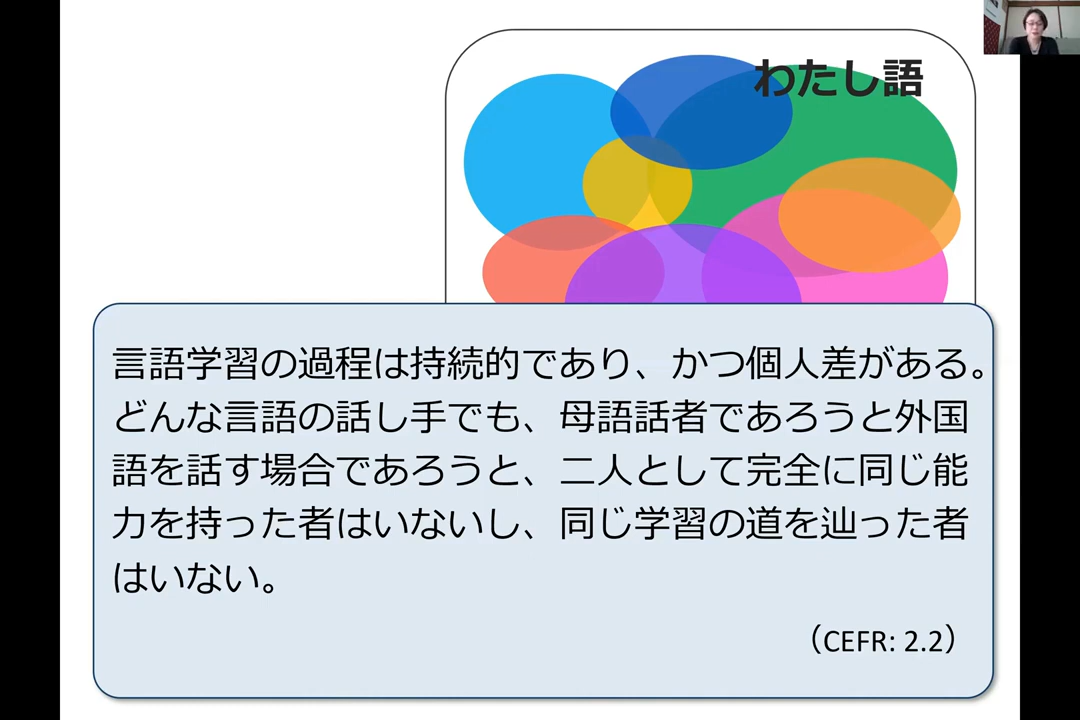 わたし語
言語学習の過程は持続的であり、かつ個人差がある。
どんな言語の話し手でも、母語話者であろうと外国
語を話す場合であろうと、二人として完全に同じ能
力を持った者はいないし、同じ学習の道を辿った者
はいない。
（CEFR: 2.2）